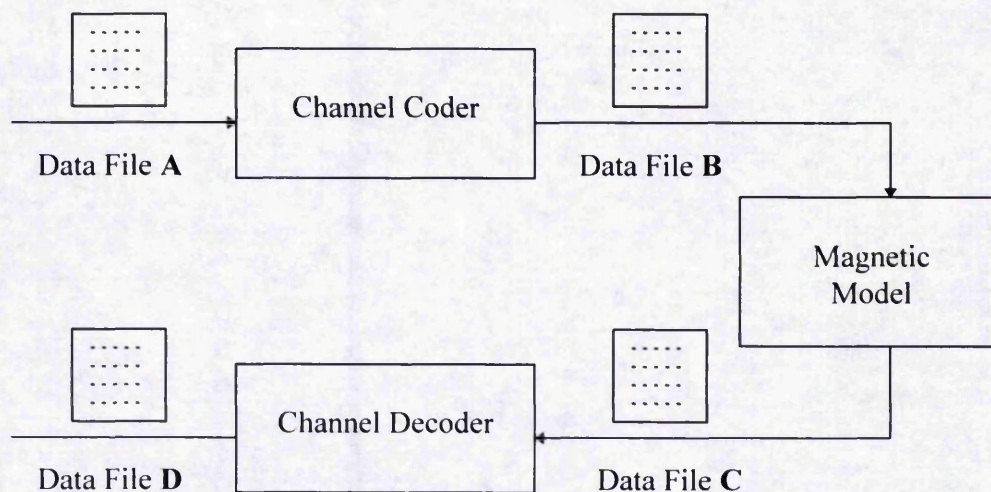 Channel Coder
Data File A
Data File B
Magnetic
Model
Channel Decoder
Data File D
Data File C